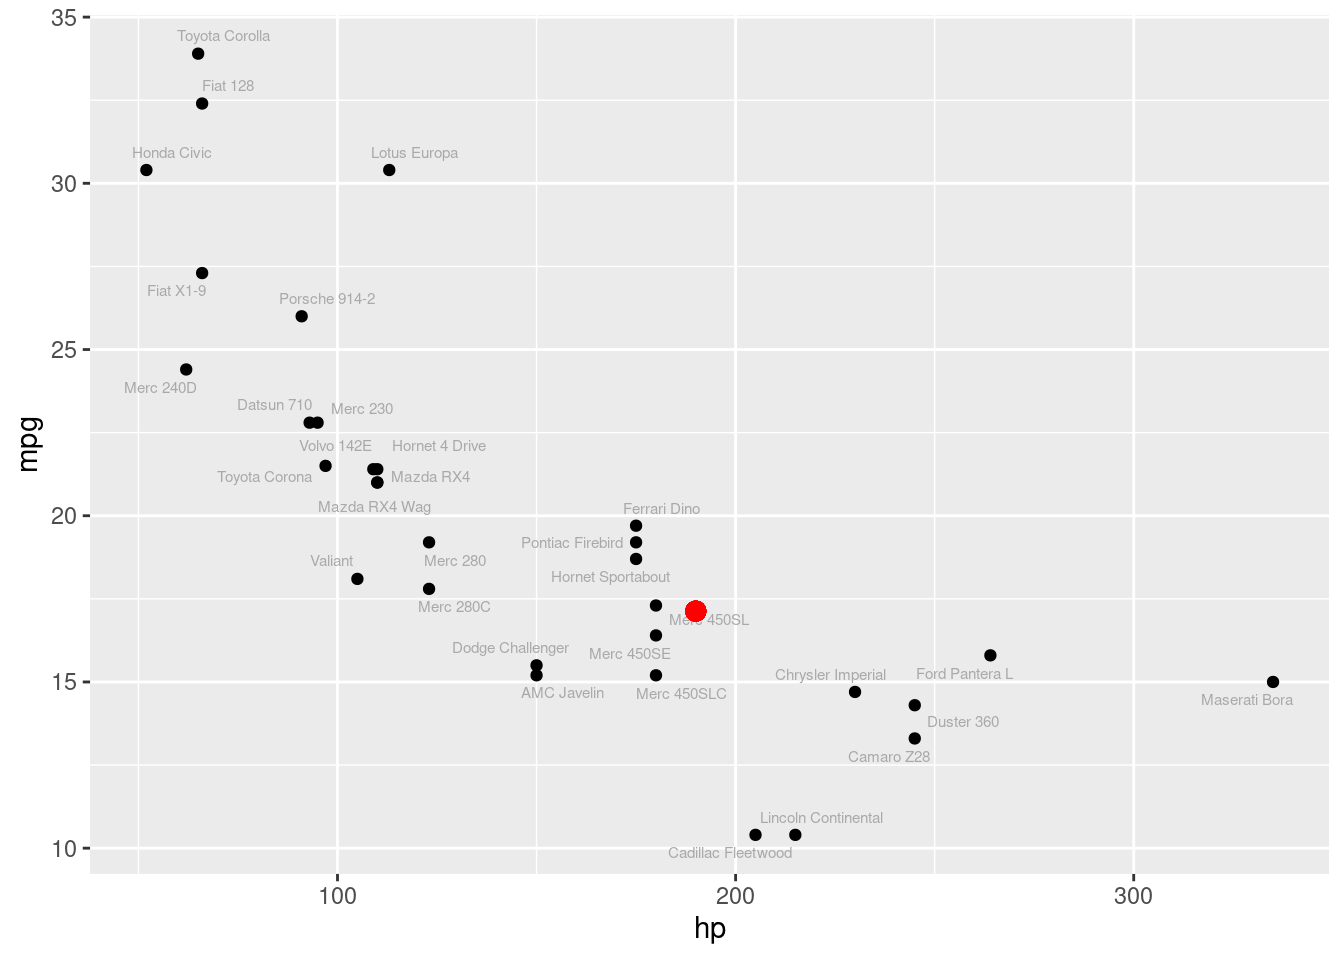 35
Toyota Corolla
Fiat 128
Honda Civic
Lotus Europa
30
Fiat X1-9
Porsche 914-2
25
Merc 240D
Datsun 710
Merc 230
Volvo 142E
Hornet 4 Drive
Toyota Corona
Mazda RX4
Mazda RX4 Wag
20
Ferrari Dino
Pontiac Firebird
Valiant
Merc 280
Hornet Sportabout
Merc 280C
Merc 450SL
Dodge Challenger
Merc 450SE
Chrysler Imperial
Ford Pantera L
15
AMC Javelin
Merc 450SLC
Maserati Bora
Duster 360
Camaro Z28
Lincoln Continental
10
Cadillac Fleetwood
100
200
300
hp
mpg